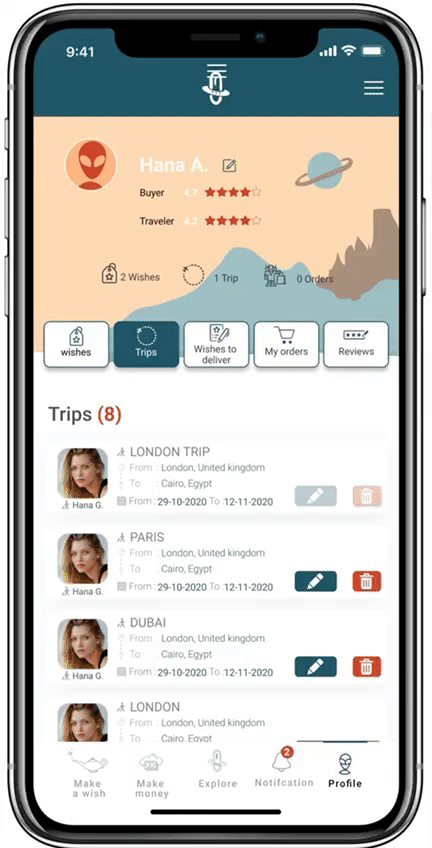 9:41
Hana A.
Buyer 4.7
Traveler 4.2
2 Wishes 1 Trip 0 Orders
wishes
Trips
Wishes to
deliver
My orders
Reviews
Trips (8)
LONDON TRIP
From : London, United kingdom
To : Cairo, Egypt
From : 29-10-2020 To :12-11-2020
Hana G.
PARIS
From : London, United kingdom
To : Cairo, Egypt
From : 29-10-2020 To :12-11-2020
Hana G.
DUBAI
From : London, United kingdom
To : Cairo, Egypt
From : 29-10-2020 To :12-11-2020
Hana G.
LONDON
From : London, United kingdom
To : Cairo, Egypt
Make
a wish
Make
money
Explore
2
Notifcation
Profile